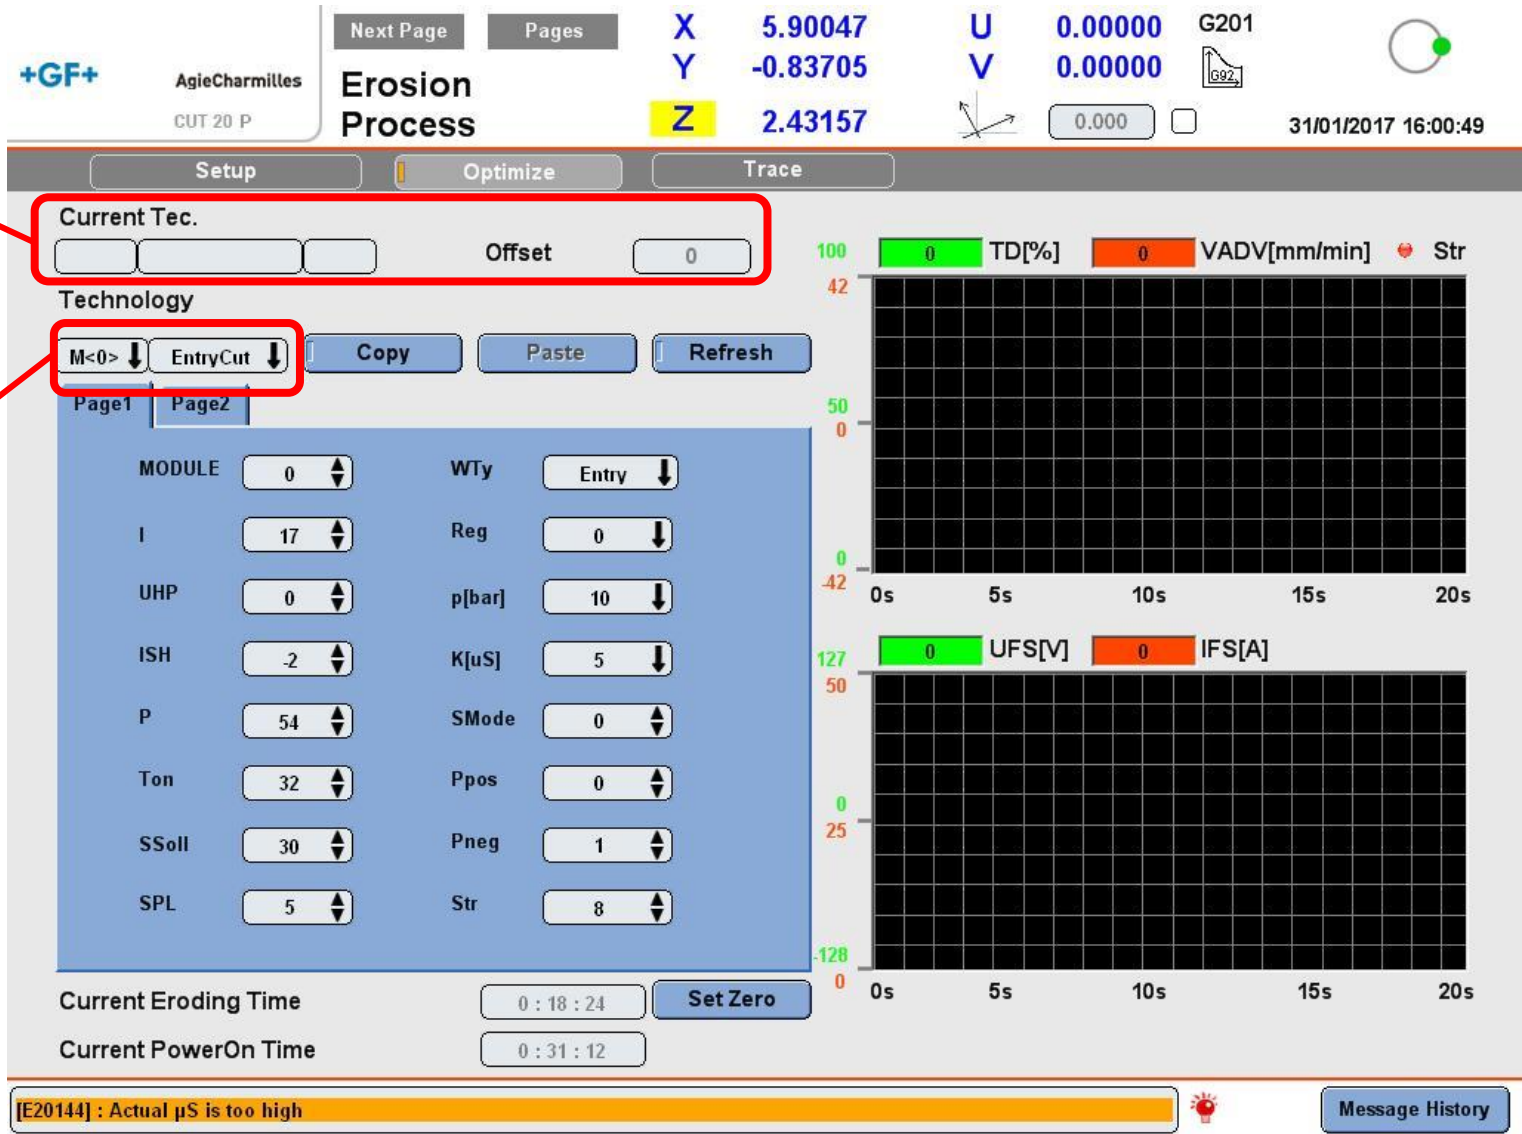 +GF+
AgieCharmilles
CUT 20 P
Next Page Pages
Erosion
Process
X 5.90047
Y -0.83705
Z 2.43157
U 0.00000
V 0.00000
0.000
G201
G92
31/01/2017 16:00:49
Setup Optimize Trace
Current Tec.
Offset 0
Technology
M<0> EntryCut Copy Paste Refresh
Page1 Page2
MODULE 0 WTy Entry
I 17 Reg 0
UHP 0 p[bar] 10
ISH -2 K[uS] 5
P 54 SMode 0
Ton 32 Ppos 0
SSoll 30 Pneg 1
SPL 5 Str 8
Current Eroding Time 0 : 18 : 24 Set Zero
Current PowerOn Time 0 : 31 : 12
100 0 TD[%] 0 VADV[mm/min] Str
42
50
0
0
-42
0s 5s 10s 15s 20s
127 0 UFS[V] 0 IFS[A]
50
0
25
-128
0
0s 5s 10s 15s 20s
[E20144] : Actual µS is too high
Message History